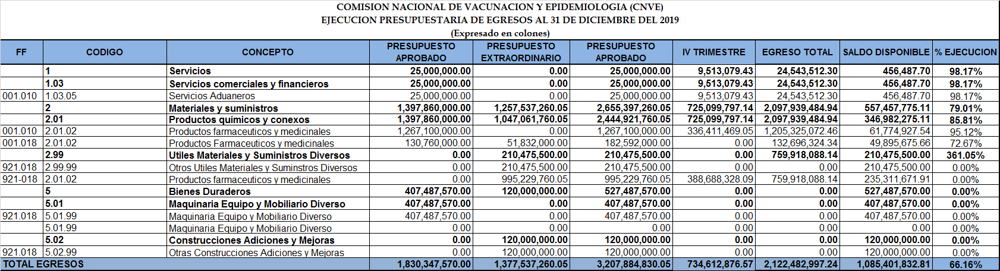 COMISION NACIONAL DE VACUNACION Y EPIDEMIOLOGIA (CNVE)
EJECUCION PRESUPUESTARIA DE EGRESOS AL 31 DE DICIEMBRE DEL 2019
(Expresado en colones)
FF CODIGO CONCEPTO PRESUPUESTO APROBADO PRESUPUESTO EXTRAORDINARIO PRESUPUESTO APROBADO IV TRIMESTRE EGRESO TOTAL SALDO DISPONIBLE % EJECUCION
1 Servicios 25,000,000.00 0.00 25,000,000.00 9,513,079.43 24,543,512.30 456,487.70 98.17%
1.03 Servicios comerciales y financieros 25,000,000.00 0.00 25,000,000.00 9,513,079.43 24,543,512.30 456,487.70 98.17%
001.010 1.03.05 Servicios Aduaneros 25,000,000.00 0.00 25,000,000.00 9,513,079.43 24,543,512.30 456,487.70 98.17%
2 Materiales y suministros 1,397,860,000.00 1,257,537,260.05 2,655,397,260.05 725,099,797.14 2,097,939,484.94 557,457,775.11 79.01%
2.01 Productos químicos y conexos 1,397,860,000.00 1,047,061,760.05 2,444,921,760.05 725,099,797.14 2,097,939,484.94 346,982,275.11 85.81%
001.010 2.01.02 Productos farmaceuticos y medicinales 1,267,100,000.00 0.00 1,267,100,000.00 336,411,469.05 1,205,325,072.46 61,774,927.54 95.12%
001.018 2.01.02 Productos Farmaceuticos y medicinales 130,760,000.00 51,832,000.00 182,592,000.00 0.00 132,696,324.34 49,895,675.66 72.67%
2.99 Utiles Materiales y Suministros Diversos 0.00 210,475,500.00 210,475,500.00 0.00 759,918,088.14 210,475,500.00 361.05%
921.018 2.99.99 Otros Utiles Materiales y Suminstros Diversos 0.00 210,475,500.00 210,475,500.00 0.00 0.00 210,475,500.00 0.00%
921-018 2.01.02 Productos farmaceuticos y medicinales 0.00 995,229,760.05 995,229,760.05 388,688,328.09 759,918,088.14 235,311,671.91 0.00%
5 Bienes Duraderos 407,487,570.00 120,000,000.00 527,487,570.00 0.00 0.00 527,487,570.00 0.00%
5.01 Maquinaria Equipo y Mobiliario Diverso 407,487,570.00 0.00 407,487,570.00 0.00 0.00 407,487,570.00 0.00%
921.018 5.01.99 Maquinaria Equipo y Mobiliario Diverso 407,487,570.00 0.00 407,487,570.00 0.00 0.00 407,487,570.00 0.00%
5.01.99 Maquinaria Equipo y Mobiliario Diverso 0.00 0.00 0.00 0.00 0.00 0.00 0.00%
5.02 Construcciones Adiciones y Mejoras 0.00 120,000,000.00 120,000,000.00 0.00 0.00 120,000,000.00 0.00%
921.018 5.02.99 Otras Construcciones Adiciones y Mejoras 0.00 120,000,000.00 120,000,000.00 0.00 0.00 120,000,000.00 0.00%
TOTAL EGRESOS 1,830,347,570.00 1,377,537,260.05 3,207,884,830.05 734,612,876.57 2,122,482,997.24 1,085,401,832.81 66.16%